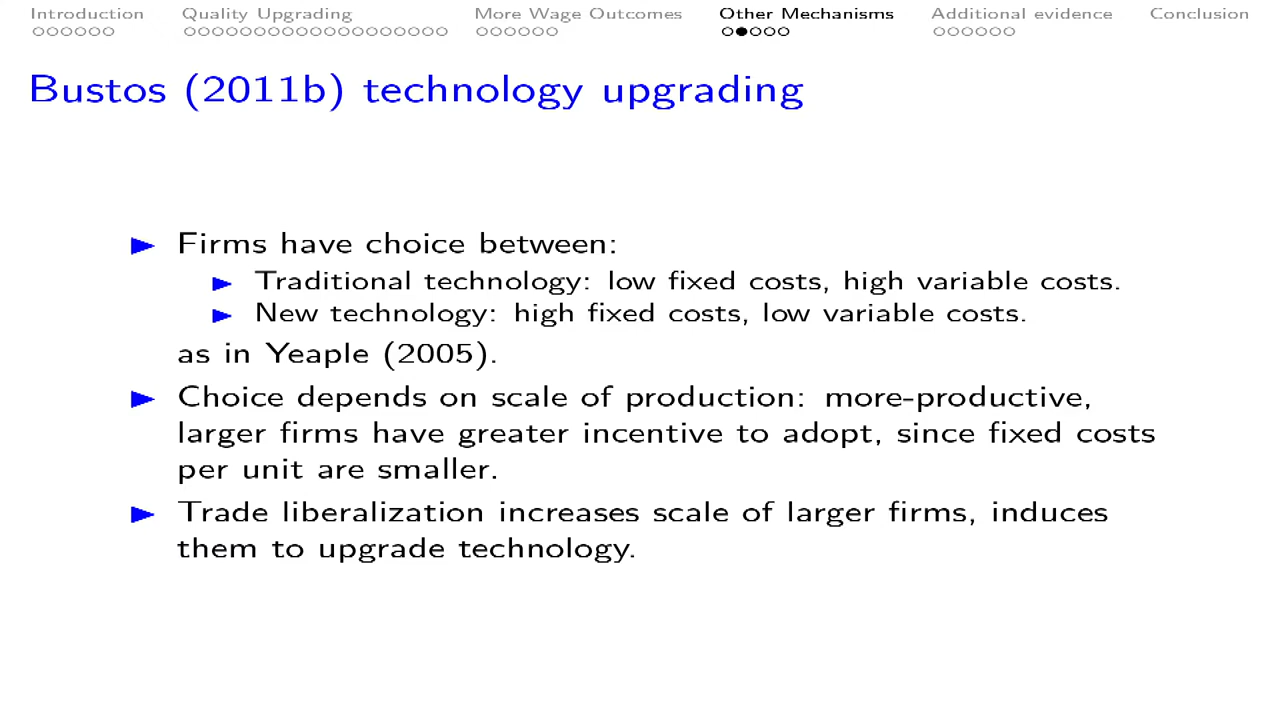 Introduction Quality Upgrading More Wage Outcomes Other Mechanisms Additional evidence Conclusion
Bustos (2011b) technology upgrading
Firms have choice between:
Traditional technology: low fixed costs, high variable costs.
New technology: high fixed costs, low variable costs.
as in Yeaple (2005).
Choice depends on scale of production: more-productive,
larger firms have greater incentive to adopt, since fixed costs
per unit are smaller.
Trade liberalization increases scale of larger firms, induces
them to upgrade technology.